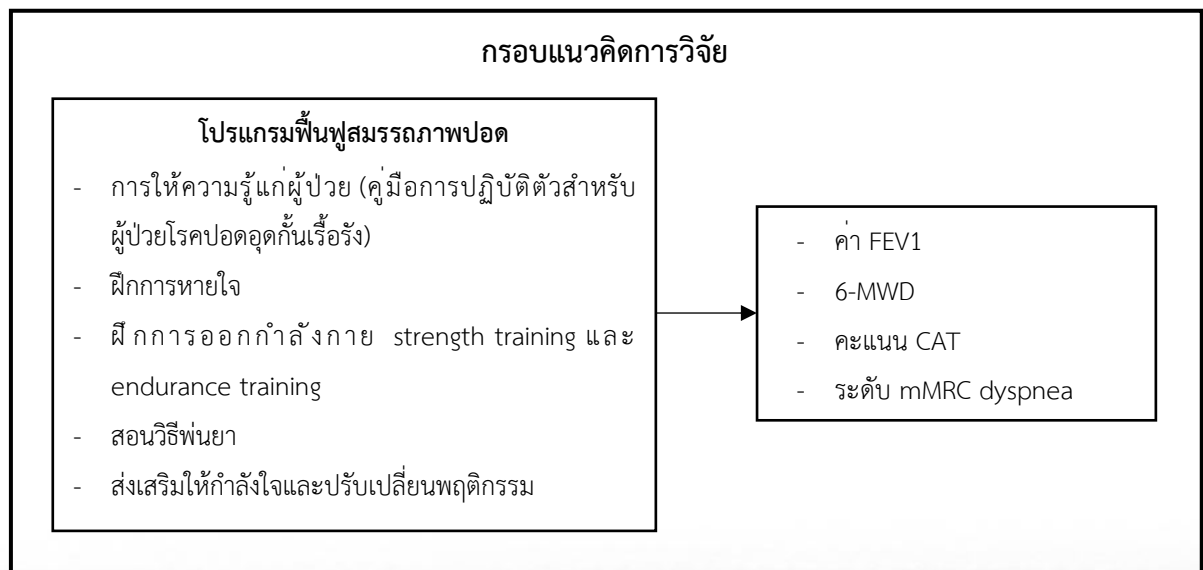 กรอบแนวคิดการวิจัย
โปรแกรมฟื้นฟูสมรรถภาพปอด
- การให้ความรู้แก่ผู้ป่วย (คู่มือการปฏิบัติตัวสำหรับ
ผู้ป่วยโรคปอดอุดกั้นเรื้อรัง)
- ฝึกการหายใจ
- ฝึกการออกกำลังกาย strength training และ
endurance training
- สอนวิธีพ่นยา
- ส่งเสริมให้กำลังใจและปรับเปลี่ยนพฤติกรรม
- ค่า FEV1
- 6-MWD
- คะแนน CAT
- ระดับ mMRC dyspnea